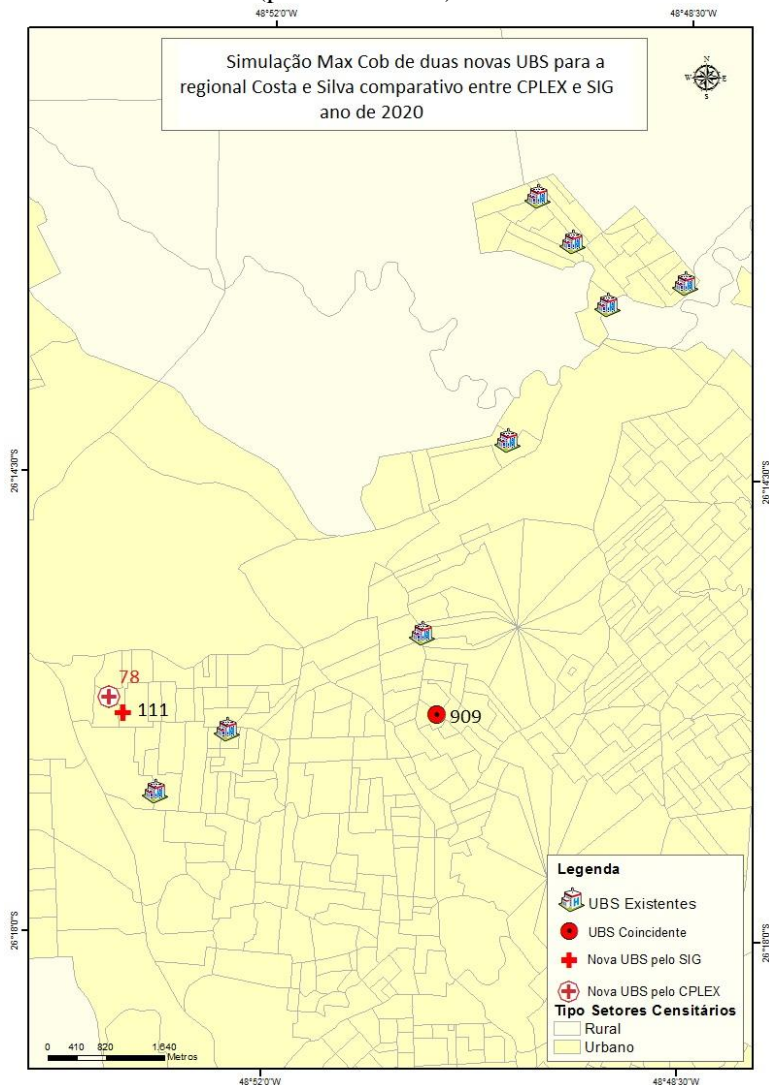 48°52'0"W
48°48'30"W
Simulação Max Cob de duas novas UBS para a
regional Costa e Silva comparativo entre CPLEX e SIG
ano de 2020
N
W E
S
26°14'30"S
26°14'30"S
78
111
909
26°18'0"S
26°18'0"S
Legenda
UBS Existentes
UBS Coincidente
Nova UBS pelo SIG
Nova UBS pelo CPLEX
Tipo Setores Censitários
Rural
Urbano
0 410 820 1.640
Metros
48°52'0"W
48°48'30"W